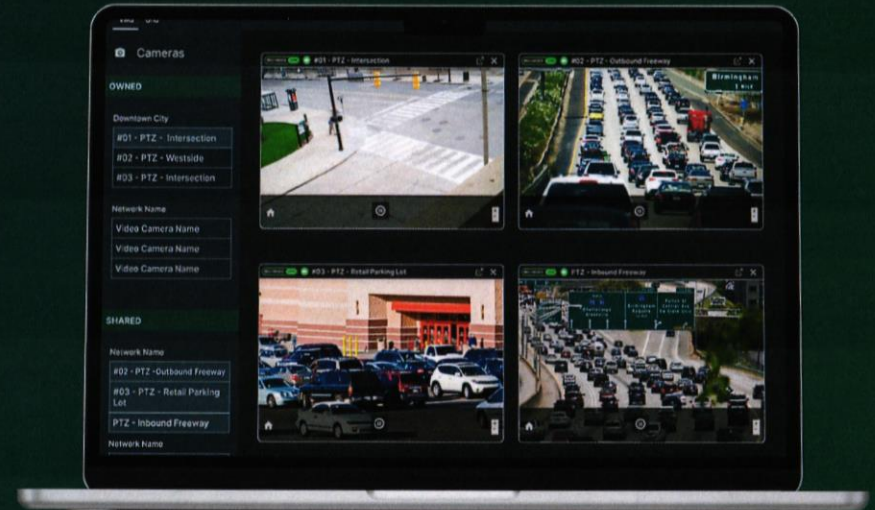 Cameras
OWNED
Downtown City
#01 - PTZ - Intersection
#02 - PTZ - Westside
#03 - PTZ - Intersection
Network Name
Video Camera Name
Video Camera Name
Video Camera Name
SHARED
Network Name
#02 - PTZ -Outbound Freeway
#03 - PTZ - Retail Parking
Lot
PTZ - Inbound Freeway
Network Name
#01 - PTZ - Intersection
#02 - PTZ - Outbound Freeway
Birmingham
#03 - PTZ - Retail Parking Lot
PTZ - Inbound Freeway